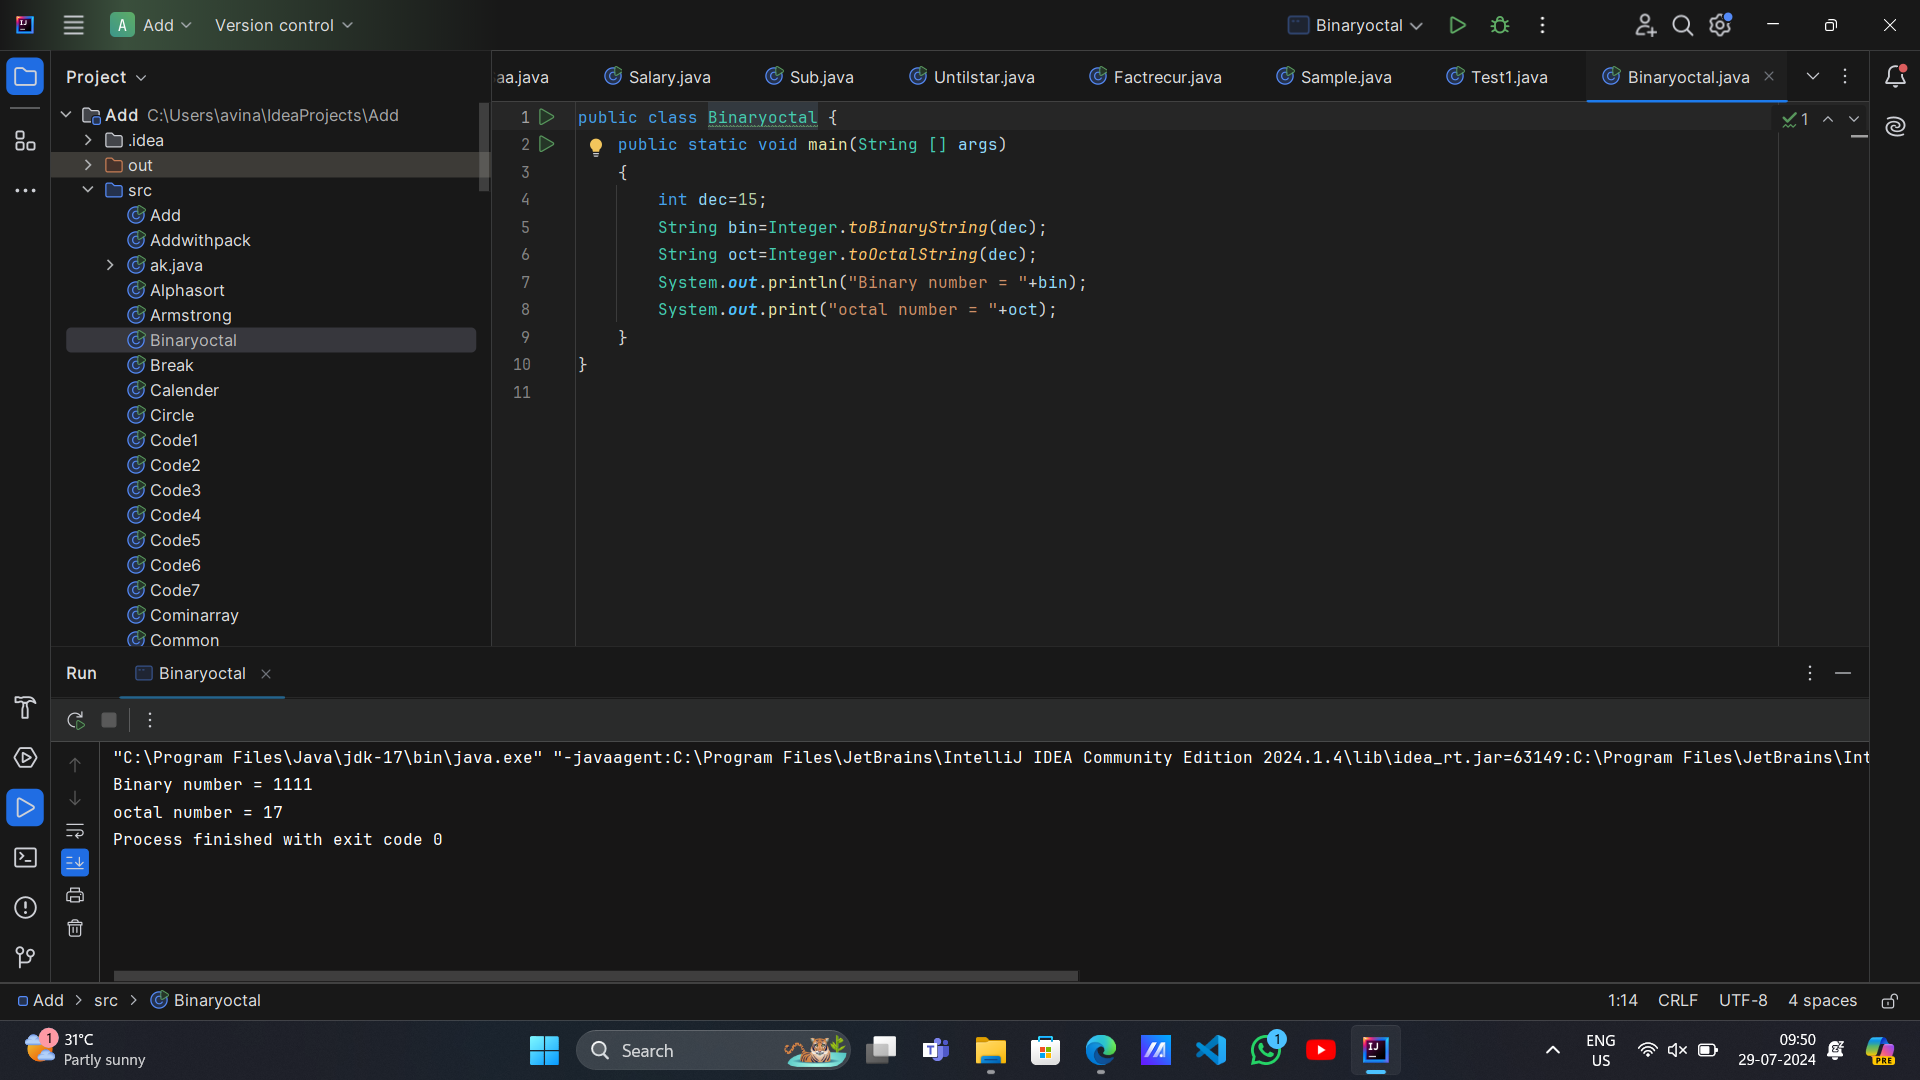 A Add Version control Binaryoctal
Project
Add C:\Users\avina\IdeaProjects\Add
.idea
out
src
Add
Addwithpack
ak.java
Alphasort
Armstrong
Binaryoctal
Break
Calender
Circle
Code1
Code2
Code3
Code4
Code5
Code6
Code7
Cominarray
Common
aa.java Salary.java Sub.java Untilstar.java Factrecur.java Sample.java Test1.java Binaryoctal.java
1 public class Binaryoctal { 1
2 public static void main(String [] args)
3 {
4 int dec=15;
5 String bin=Integer.toBinaryString(dec);
6 String oct=Integer.toOctalString(dec);
7 System.out.println("Binary number = "+bin);
8 System.out.print("octal number = "+oct);
9 }
10 }
11
Run Binaryoctal
"C:\Program Files\Java\jdk-17\bin\java.exe" "-javaagent:C:\Program Files\JetBrains\IntelliJ IDEA Community Edition 2024.1.4\lib\idea_rt.jar=63149:C:\Program Files\JetBrains\Int
Binary number = 1111
octal number = 17
Process finished with exit code 0
Add > src > Binaryoctal 1:14 CRLF UTF-8 4 spaces
1 31°C
Partly sunny
Search
1
ENG
US
09:50
29-07-2024
PRE